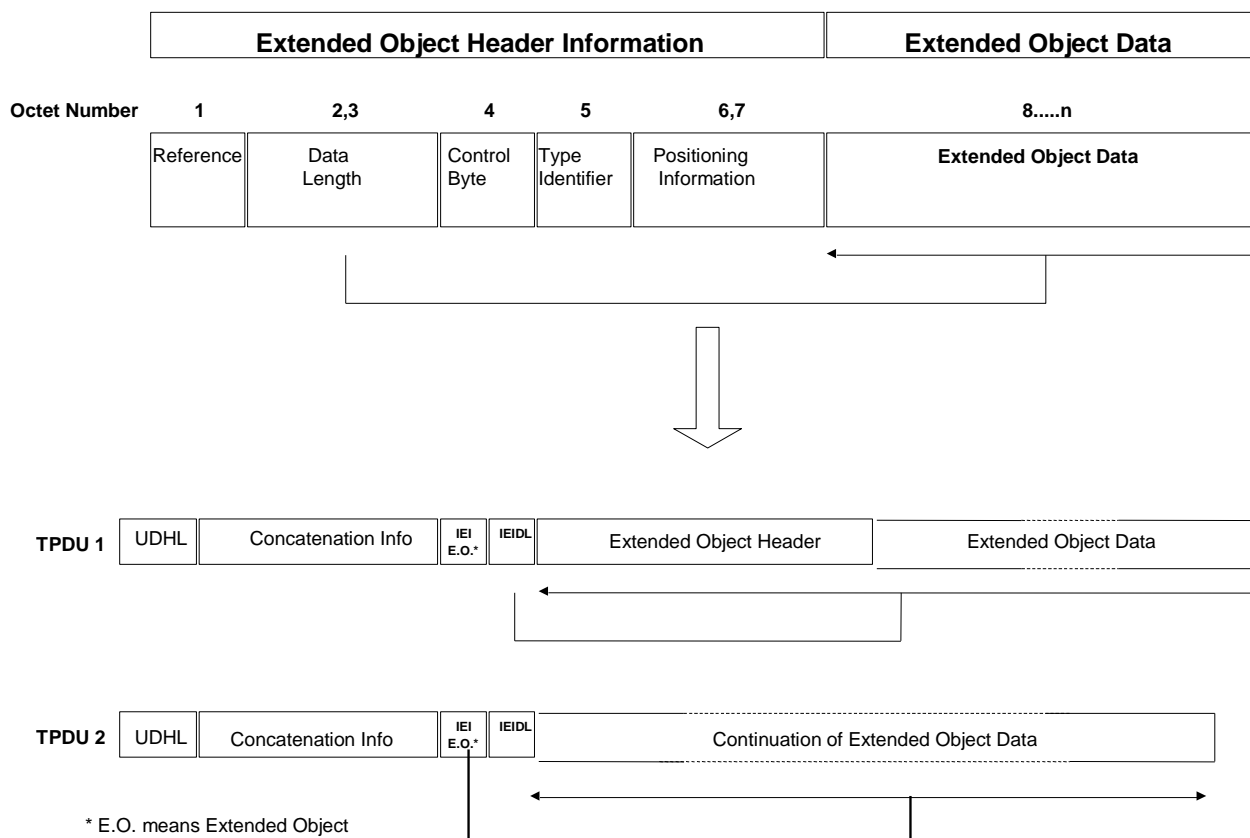 Extended Object Header Information Extended Object Data
Octet Number 1 2,3 4 5 6,7 8.....n
Reference Data Length Control Byte Type Identifier Positioning Information Extended Object Data
TPDU 1 UDHL Concatenation Info IEI E.O.* IEIDL Extended Object Header Extended Object Data
TPDU 2 UDHL Concatenation Info IEI E.O.* IEIDL Continuation of Extended Object Data
* E.O. means Extended Object